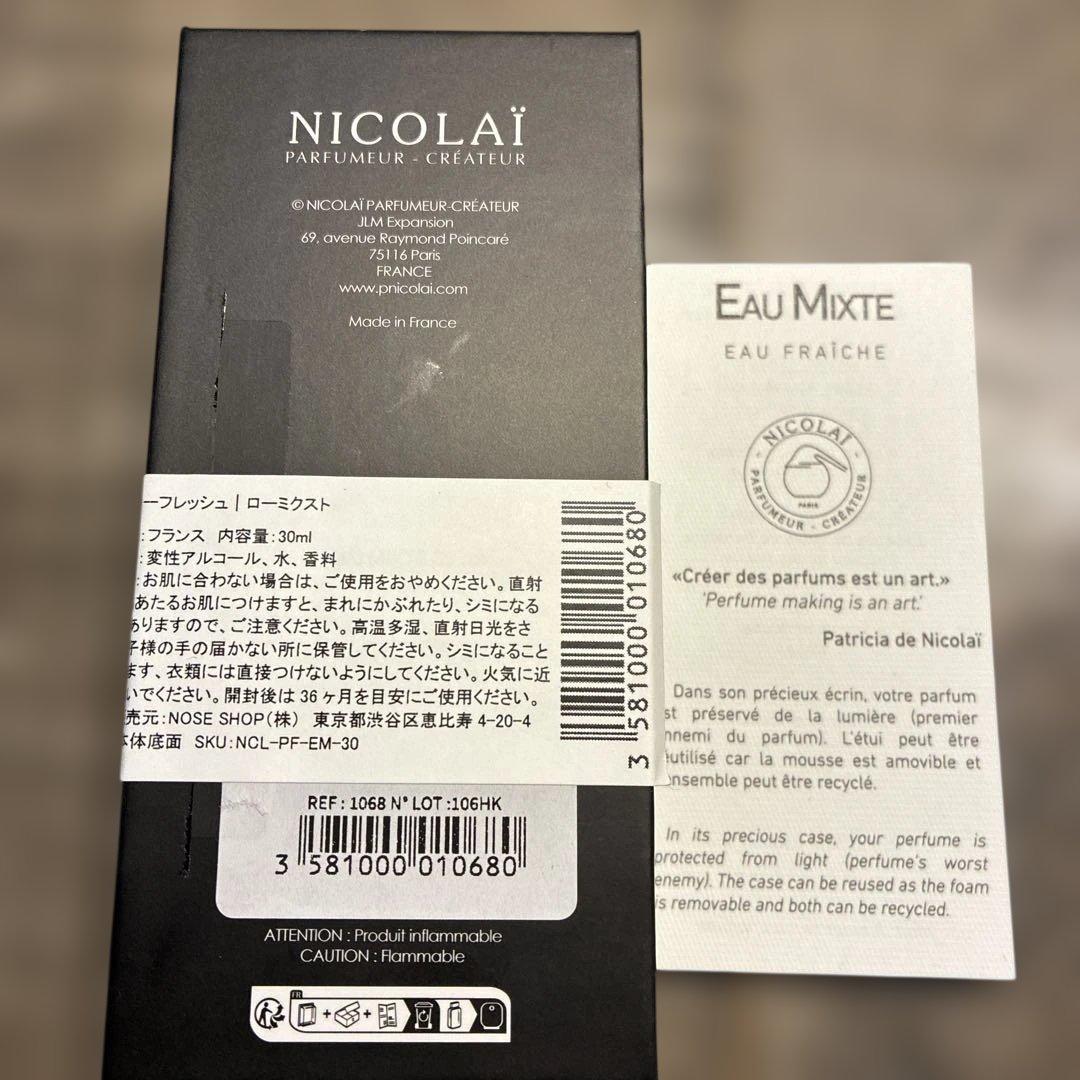 NICOLAÏ
PARFUMEUR - CRÉATEUR
© NICOLAÏ PARFUMEUR-CRÉATEUR
JLM Expansion
69, avenue Raymond Poincaré
75116 Paris
FRANCE
www.pnicolai.com
Made in France
ーフレッシュ | ローミクスト
:フランス 内容量:30ml
:変性アルコール、水、香料
:お肌に合わない場合は、ご使用をおやめください。直射
あたるお肌につけますと、まれにかぶれたり、シミになる
ありますので、ご注意ください。高温多湿、直射日光をさ
子様の手の届かない所に保管してください。シミになること
ます、衣類には直接つけないようにしてください。火気に近
いでください。開封後は36ヶ月を目安にご使用ください。
売元:NOSE SHOP(株) 東京都渋谷区恵比寿 4-20-4
本体底面 SKU:NCL-PF-EM-30
3 581000 010680
REF : 1068 N° LOT :106HK
3 581000 010680
ATTENTION : Produit inflammable
CAUTION : Flammable
FR
EAU MIXTE
EAU FRAÎCHE
- NICOLAÏ -
PARIS
PARFUMEUR - CRÉATEUR
«Créer des parfums est un art.»
'Perfume making is an art.'
Patricia de Nicolaï
Dans son précieux écrin, votre parfum
st préservé de la lumière (premier
nnemi du parfum). L'étui peut être
éutilisé car la mousse est amovible et
ensemble peut être recyclé.
In its precious case, your perfume is
protected from light (perfume's worst
enemy). The case can be reused as the foam
is removable and both can be recycled.